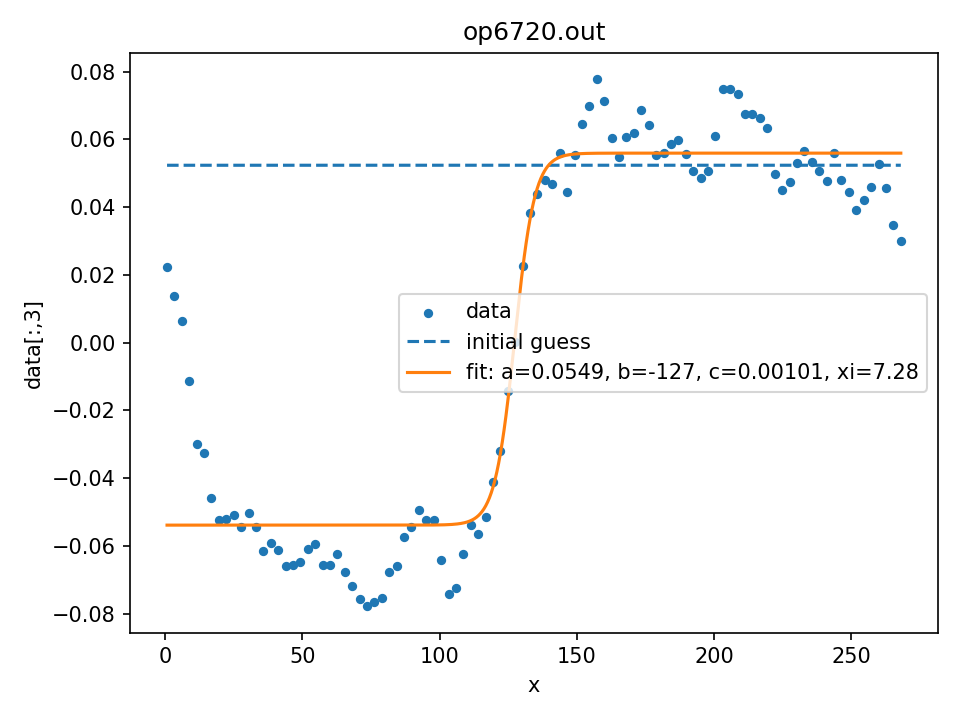 op6720.out
0.08
0.06
0.04
0.02
0.00
−0.02
−0.04
−0.06
−0.08
data[:,3]
data
initial guess
fit: a=0.0549, b=-127, c=0.00101, xi=7.28
0 50 100 150 200 250
x